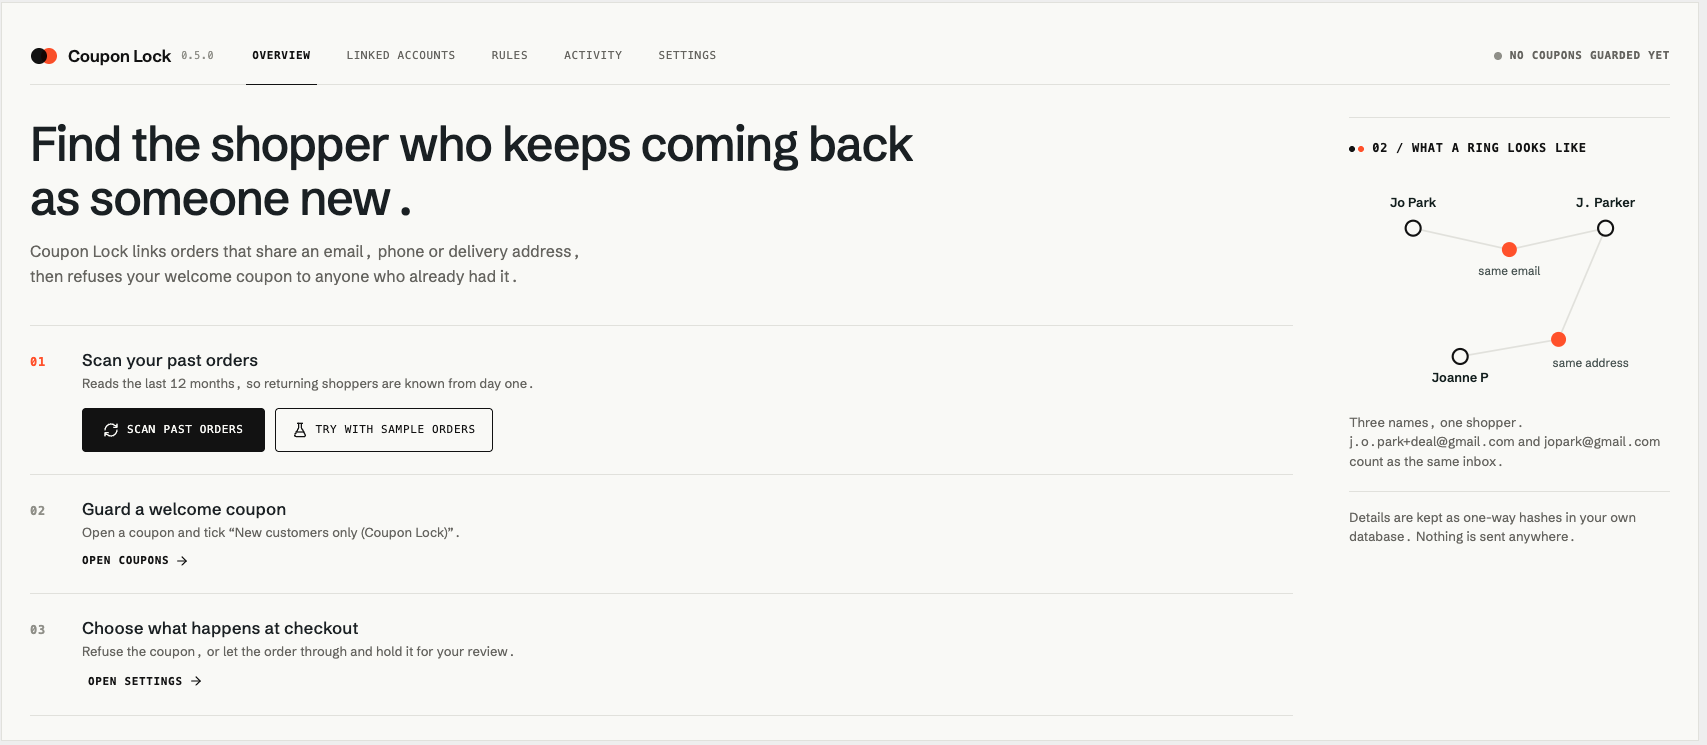 Coupon Lock 0.5.0
OVERVIEW
LINKED ACCOUNTS
RULES
ACTIVITY
SETTINGS
NO COUPONS GUARDED YET
Find the shopper who keeps coming back
as someone new.
Coupon Lock links orders that share an email, phone or delivery address,
then refuses your welcome coupon to anyone who already had it.
01
Scan your past orders
Reads the last 12 months, so returning shoppers are known from day one.
SCAN PAST ORDERS
TRY WITH SAMPLE ORDERS
02
Guard a welcome coupon
Open a coupon and tick “New customers only (Coupon Lock)”.
OPEN COUPONS →
03
Choose what happens at checkout
Refuse the coupon, or let the order through and hold it for your review.
OPEN SETTINGS →
02 / WHAT A RING LOOKS LIKE
Jo Park
J. Parker
same email
same address
Joanne P
Three names, one shopper.
j.o.park+deal@gmail.com and jopark@gmail.com
count as the same inbox.
Details are kept as one-way hashes in your own
database. Nothing is sent anywhere.